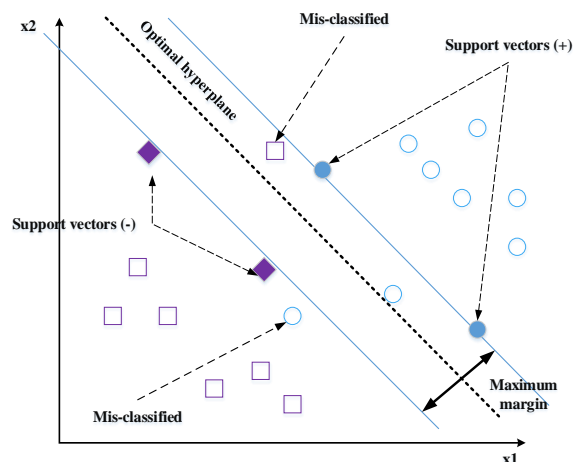 Mis-classified
x2
Optimal hyperplane
Support vectors (+)
Support vectors (-)
Mis-classified
Maximum
margin
x1